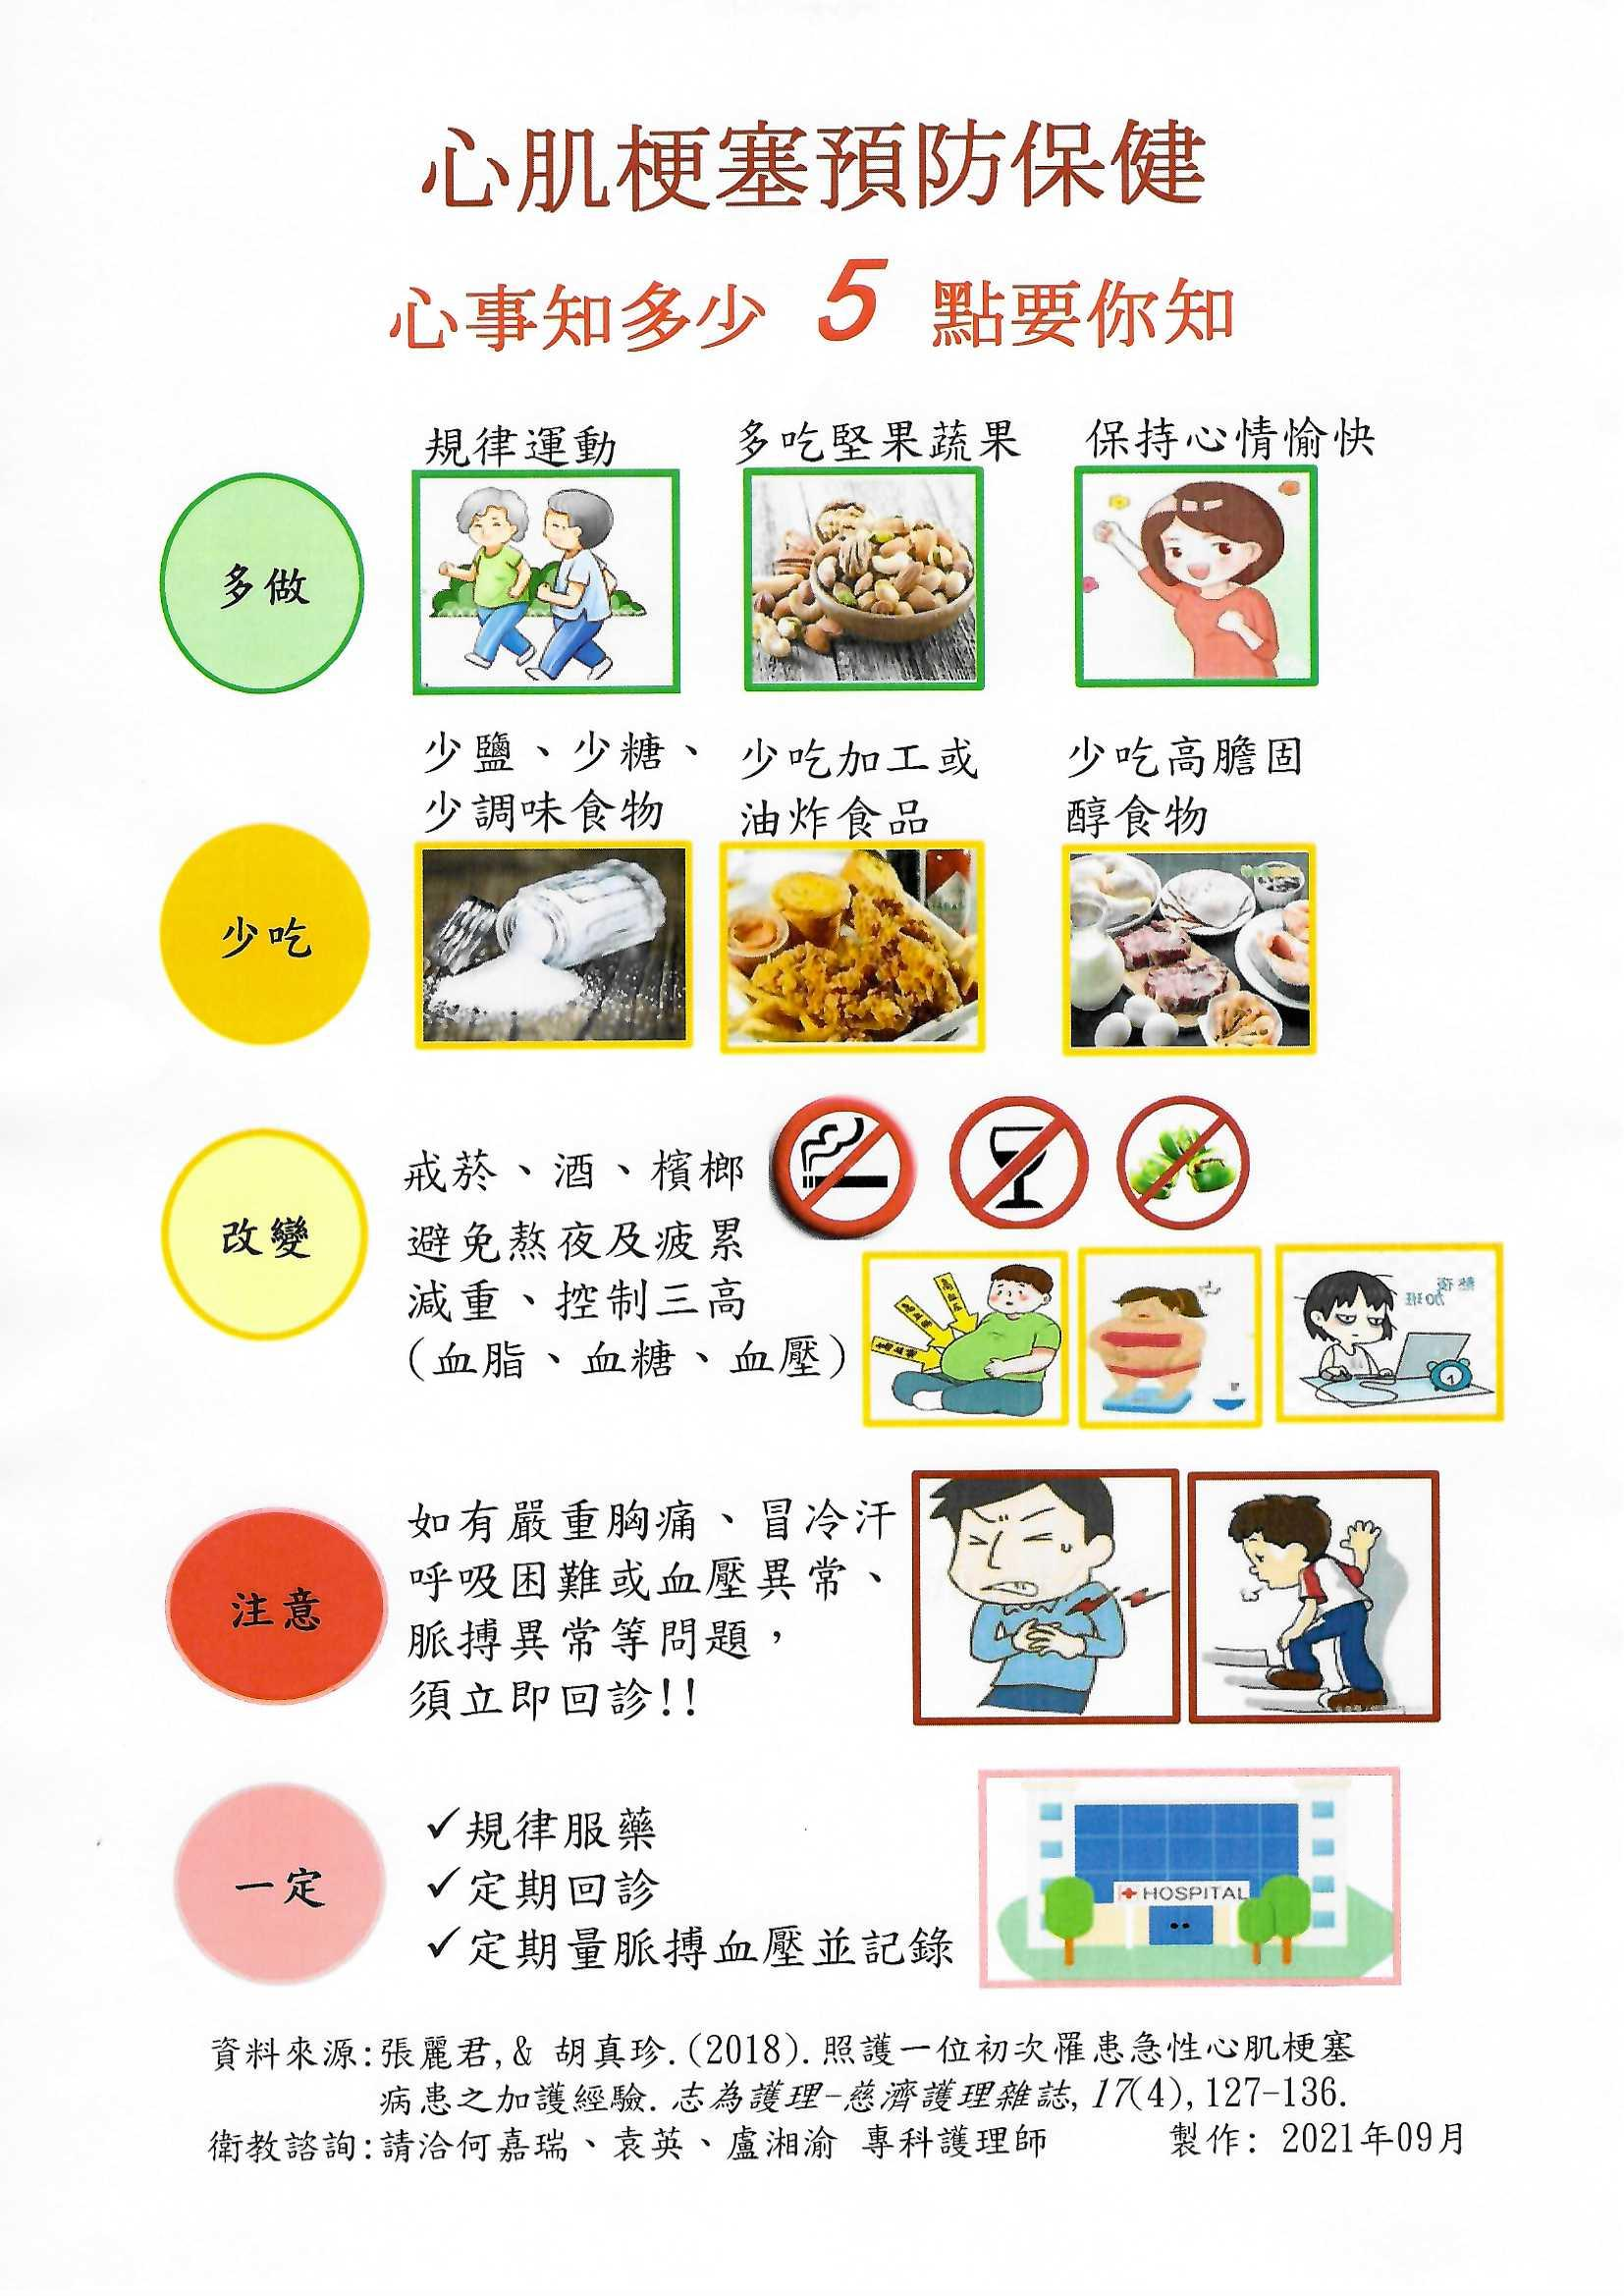 心肌梗塞預防保健
心事知多少 5 點要你知
規律運動
多吃堅果蔬果
保持心情愉快
多做
少鹽、少糖、
少調味食物
少吃加工或
油炸食品
少吃高膽固
醇食物
少吃
改變
戒菸、酒、檳榔
避免熬夜及疲累
減重、控制三高
(血脂、血糖、血壓)
注意
如有嚴重胸痛、冒冷汗
呼吸困難或血壓異常、
脈搏異常等問題，
須立即回診!!
一定
✓規律服藥
✓定期回診
✓定期量脈搏血壓並記錄
HOSPITAL
資料來源:張麗君,& 胡真珍.(2018).照護一位初次罹患急性心肌梗塞
病患之加護經驗.志為護理-慈濟護理雜誌,17(4),127-136.
衛教諮詢:請洽何嘉瑞、袁英、盧湘渝 專科護理師
製作: 2021年09月